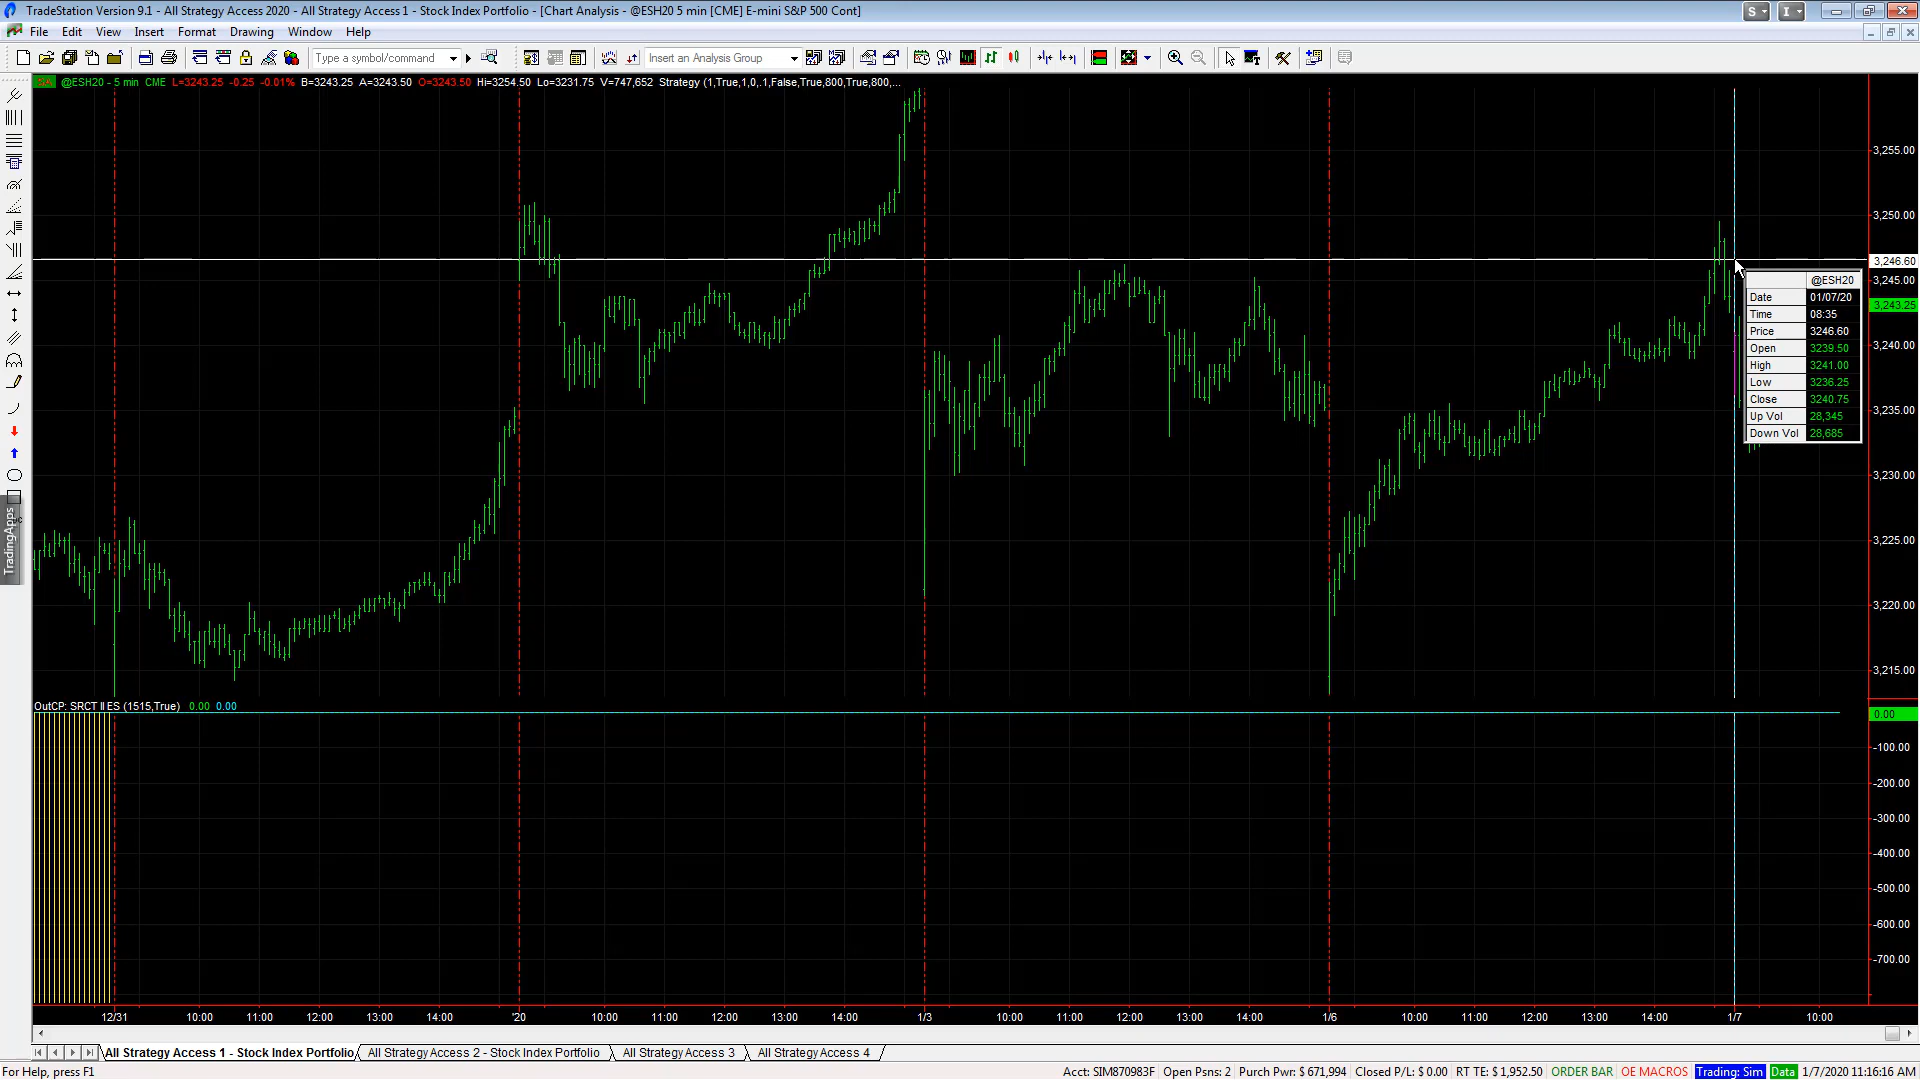 TradeStation Version 9.1 - All Strategy Access 2020 - All Strategy Access 1 - Stock Index Portfolio - [Chart Analysis - @ESH20 5 min [CME] E-mini S&P 500 Cont]
S I
File Edit View Insert Format Drawing Window Help
Type a symbol/command Insert an Analysis Group
@ESH20 - 5 min CME L=3243.25 -0.25 -0.01% B=3243.25 A=3243.50 O=3243.50 Hi=3254.50 Lo=3231.75 V=747,652 Strategy (1,True,1,0,.1,False,True,800,True,800,...
3,255.00
3,250.00
3,246.60
3,245.00
3,243.25
3,240.00
3,235.00
3,230.00
3,225.00
3,220.00
3,215.00
@ESH20
Date 01/07/20
Time 08:35
Price 3246.60
Open 3239.50
High 3241.00
Low 3236.25
Close 3240.75
Up Vol 28,345
Down Vol 28,685
TradingApps
OutCP: SRCT II ES (1515,True) 0.00 0.00
0.00
-100.00
-200.00
-300.00
-400.00
-500.00
-600.00
-700.00
12/31 10:00 11:00 12:00 13:00 14:00 '20 10:00 11:00 12:00 13:00 14:00 1/3 10:00 11:00 12:00 13:00 14:00 1/6 10:00 11:00 12:00 13:00 14:00 1/7 10:00
All Strategy Access 1 - Stock Index Portfolio All Strategy Access 2 - Stock Index Portfolio All Strategy Access 3 All Strategy Access 4
For Help, press F1 Acct: SIM870983F Open Psns: 2 Purch Pwr: $ 671,994 Closed P/L: $ 0.00 RT TE: $ 1,952.50 ORDER BAR OE MACROS Trading: Sim Data 1/7/2020 11:16:16 AM